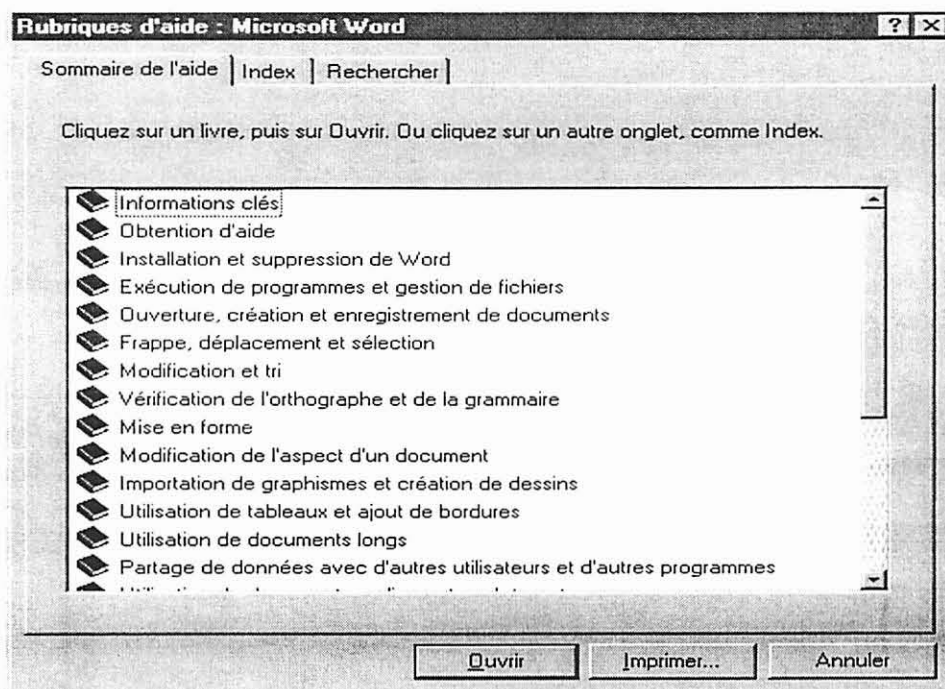 Rubriques d'aide : Microsoft Word ? ×
Sommaire de l'aide Index Rechercher
Cliquez sur un livre, puis sur Ouvrir. Ou cliquez sur un autre onglet, comme Index.
Informations clés
Obtention d'aide
Installation et suppression de Word
Exécution de programmes et gestion de fichiers
Ouverture, création et enregistrement de documents
Frappe, déplacement et sélection
Modification et tri
Vérification de l'orthographe et de la grammaire
Mise en forme
Modification de l'aspect d'un document
Importation de graphismes et création de dessins
Utilisation de tableaux et ajout de bordures
Utilisation de documents longs
Partage de données avec d'autres utilisateurs et d'autres programmes
Ouvrir Imprimer... Annuler